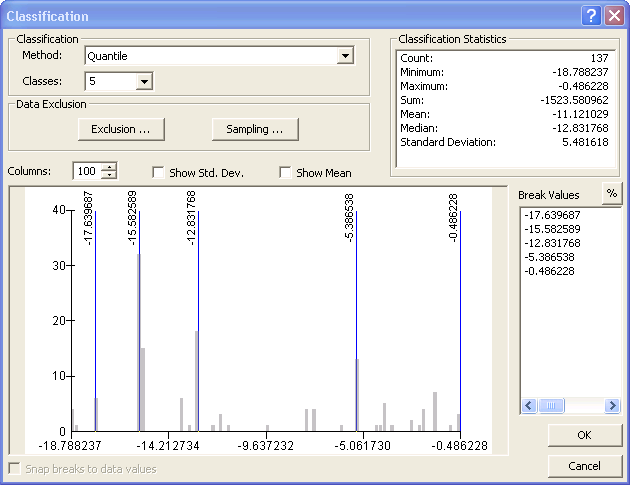 Classification
Classification
Method: Quantile
Classes: 5
Data Exclusion
Exclusion ...
Sampling ...
Classification Statistics
Count: 137
Minimum: -18.788237
Maximum: -0.486228
Sum: -1523.580962
Mean: -11.121029
Median: -12.831768
Standard Deviation: 5.481618
Columns: 100 Show Std. Dev. Show Mean
Break Values %
-17.639687
-15.582589
-12.831768
-5.386538
-0.486228
-17.639687
-15.582589
-12.831768
-5.386538
-0.486228
40
30
20
10
0
-18.788237 -14.212734 -9.637232 -5.061730 -0.486228
Snap breaks to data values
OK
Cancel